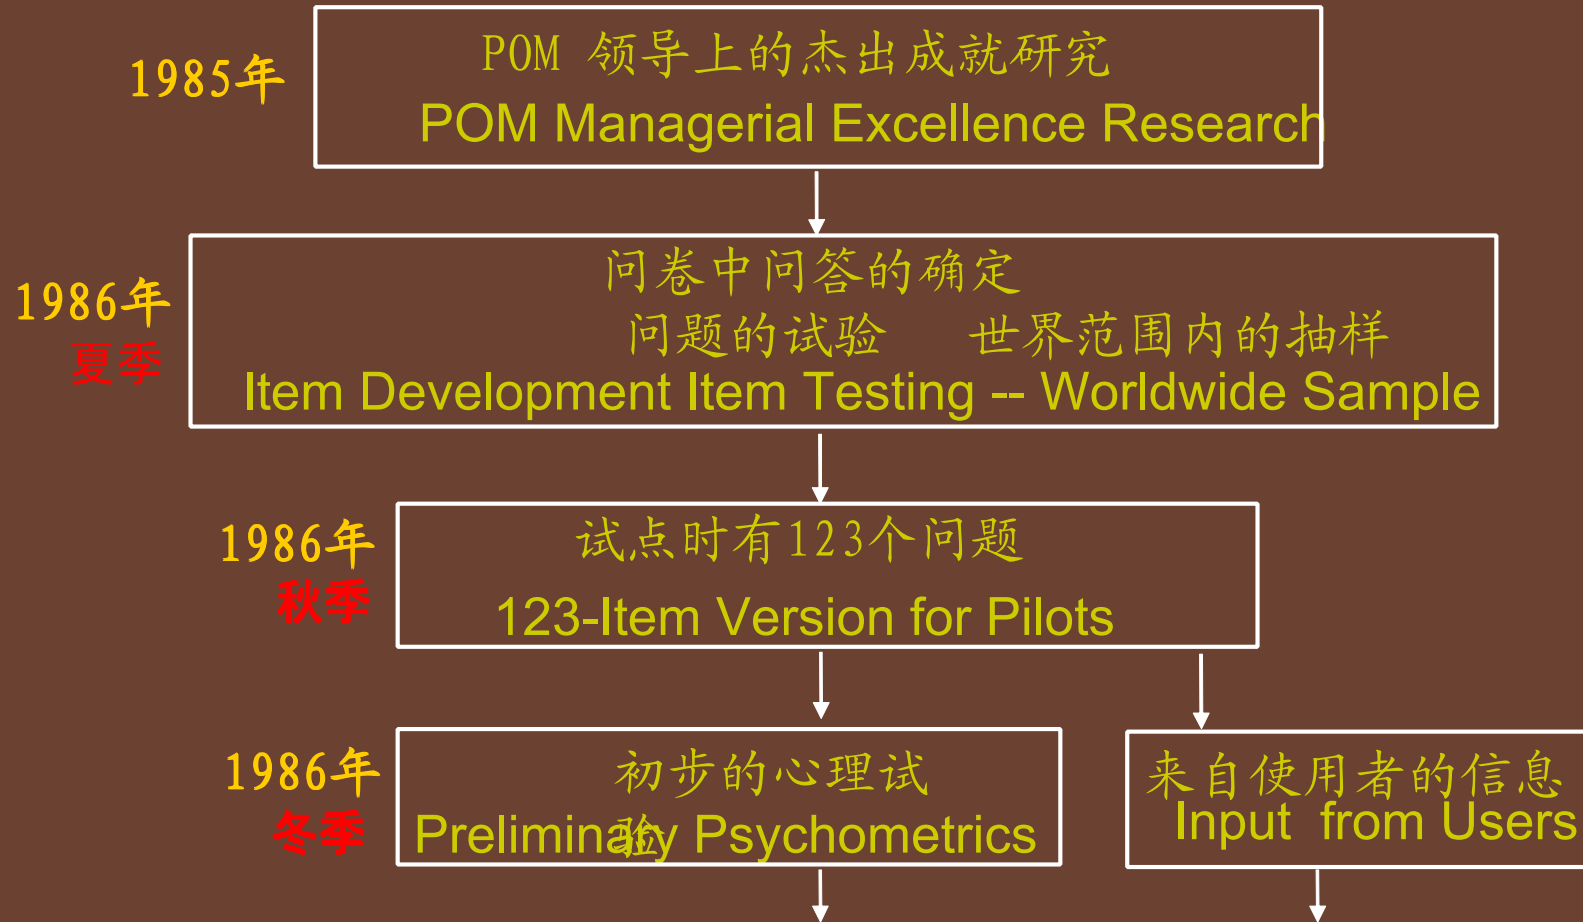 1985年
POM 领导上的杰出成就研究
POM Managerial Excellence Research
1986年
夏季
问卷中问答的确定
问题的试验 世界范围内的抽样
Item Development Item Testing -- Worldwide Sample
1986年
秋季
试点时有123个问题
123-Item Version for Pilots
1986年
冬季
初步的心理试
验
Preliminary Psychometrics
来自使用者的信息
Input from Users